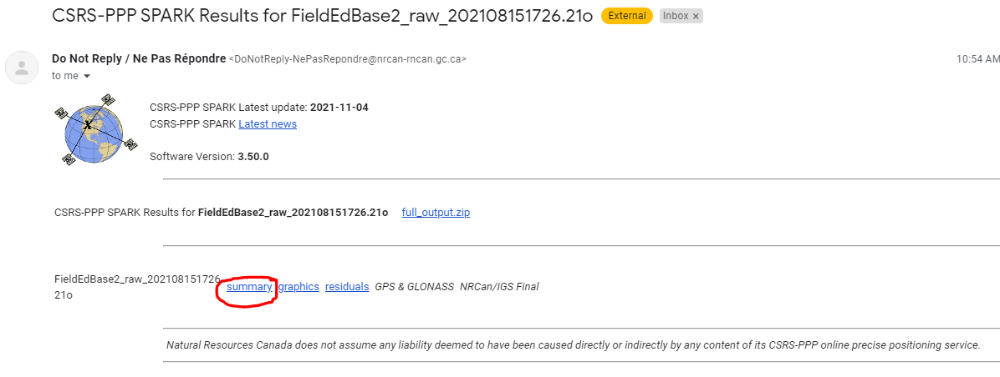 CSRS-PPP SPARK Results for FieldEdBase2_raw_202108151726.21o External Inbox ×
Do Not Reply / Ne Pas Répondre <DoNotReply-NePasRepondre@nrcan-rncan.gc.ca> 10:54 AM
to me
CSRS-PPP SPARK Latest update: 2021-11-04
CSRS-PPP SPARK Latest news
X
Software Version: 3.50.0
CSRS-PPP SPARK Results for FieldEdBase2_raw_202108151726.21o full_output.zip
FieldEdBase2_raw_202108151726
21o
summary graphics residuals GPS & GLONASS NRCan/IGS Final
Natural Resources Canada does not assume any liability deemed to have been caused directly or indirectly by any content of its CSRS-PPP online precise positioning service.